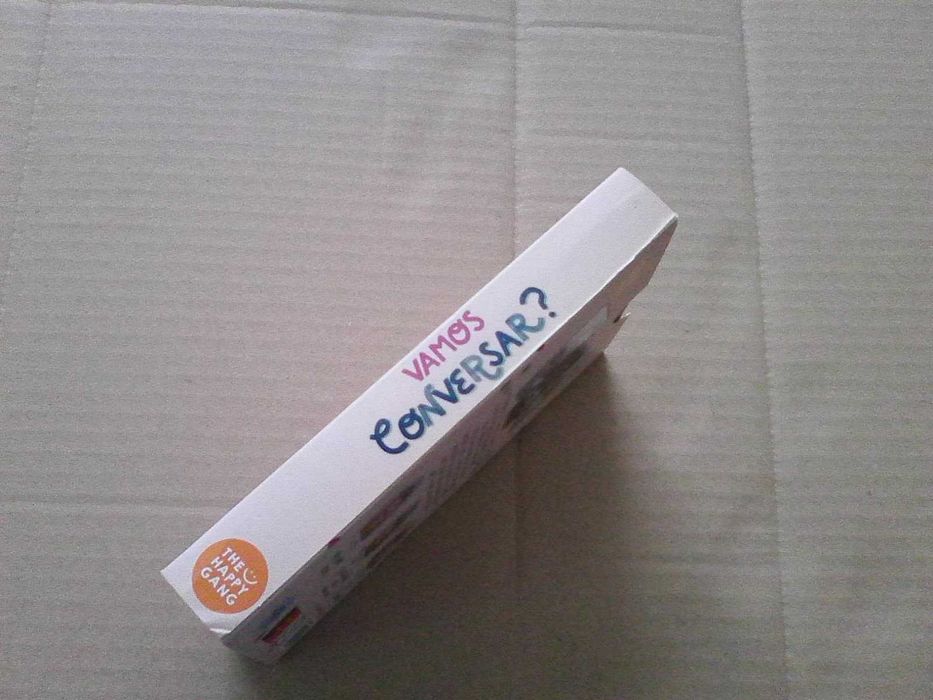 VAMOS
CONVERSAR?
THE
HAPPY
GANG